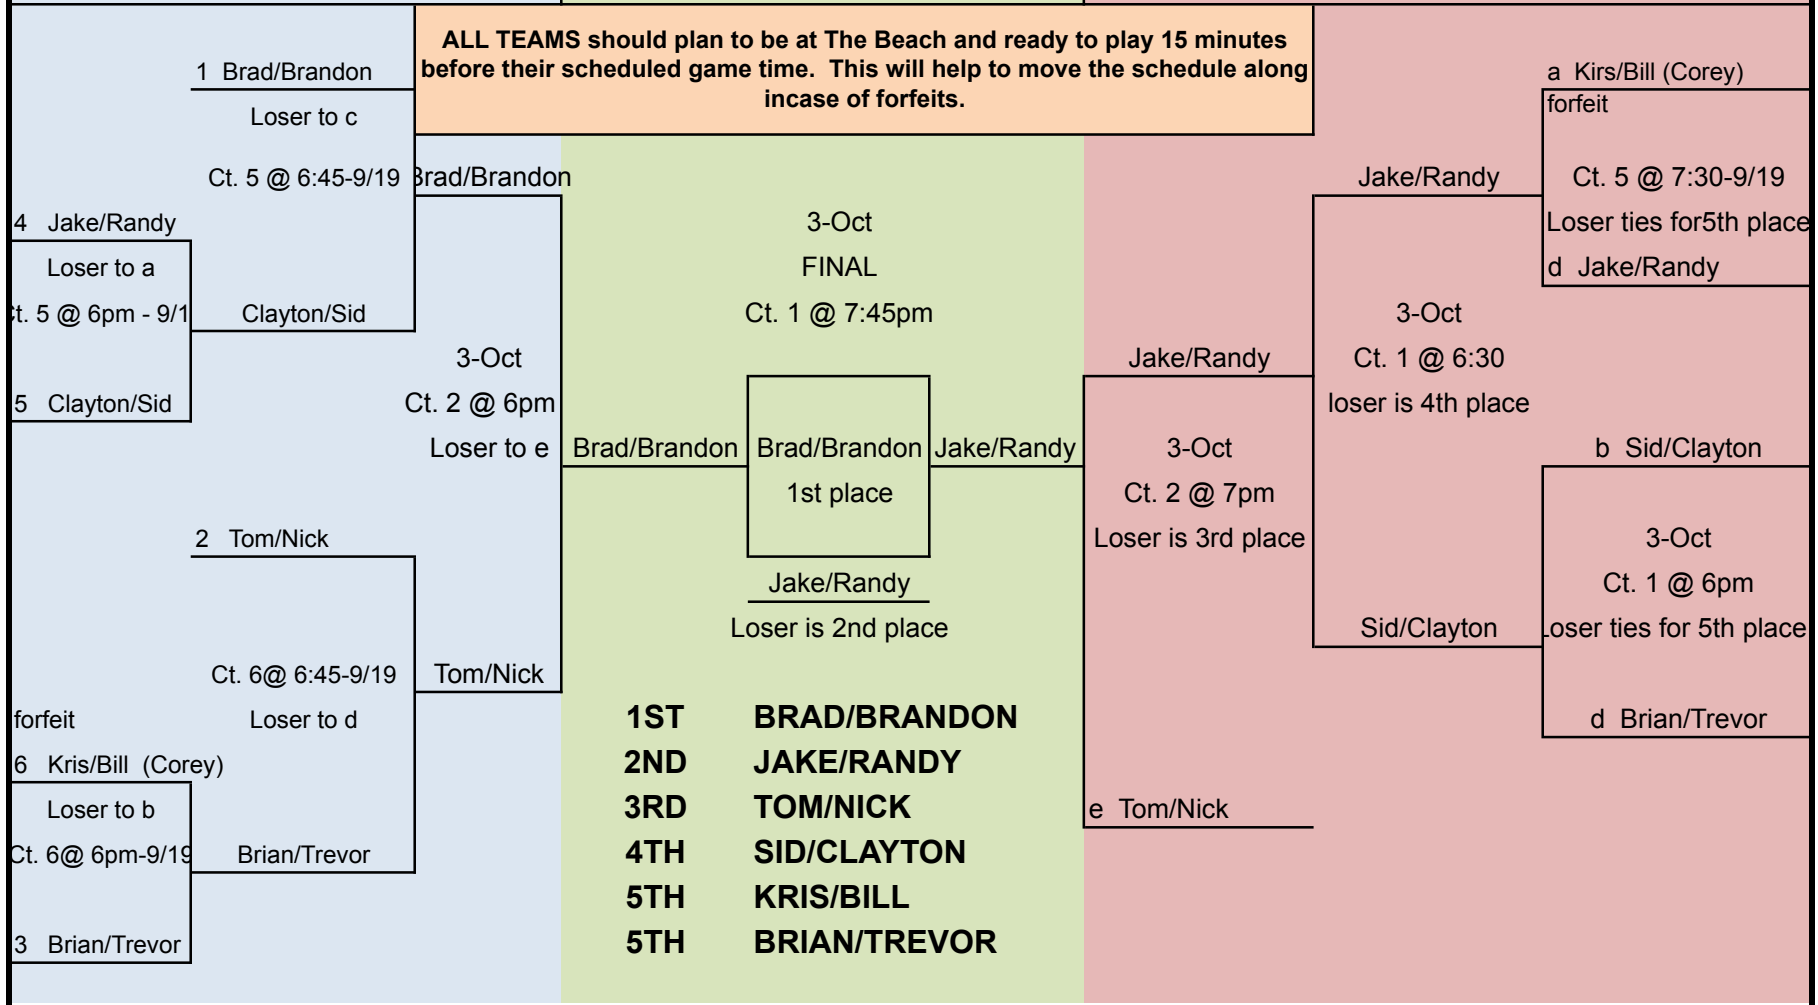 ALL TEAMS should plan to be at The Beach and ready to play 15 minutes
before their scheduled game time. This will help to move the schedule along
incase of forfeits.
1 Brad/Brandon
Loser to c
Ct. 5 @ 6:45-9/19
Brad/Brandon
4 Jake/Randy
Loser to a
Ct. 5 @ 6pm - 9/1
Clayton/Sid
5 Clayton/Sid
3-Oct
Ct. 2 @ 6pm
Loser to e
2 Tom/Nick
Ct. 6@ 6:45-9/19
Loser to d
Tom/Nick
forfeit
6 Kris/Bill (Corey)
Loser to b
Ct. 6@ 6pm-9/19
Brian/Trevor
3 Brian/Trevor
3-Oct
FINAL
Ct. 1 @ 7:45pm
Brad/Brandon
Brad/Brandon
1st place
Jake/Randy
Jake/Randy
Loser is 2nd place
1ST BRAD/BRANDON
2ND JAKE/RANDY
3RD TOM/NICK
4TH SID/CLAYTON
5TH KRIS/BILL
5TH BRIAN/TREVOR
Jake/Randy
3-Oct
Ct. 2 @ 7pm
Loser is 3rd place
e Tom/Nick
Jake/Randy
3-Oct
Ct. 1 @ 6:30
loser is 4th place
Sid/Clayton
a Kirs/Bill (Corey)
forfeit
Ct. 5 @ 7:30-9/19
Loser ties for5th place
d Jake/Randy
b Sid/Clayton
3-Oct
Ct. 1 @ 6pm
Loser ties for 5th place
d Brian/Trevor